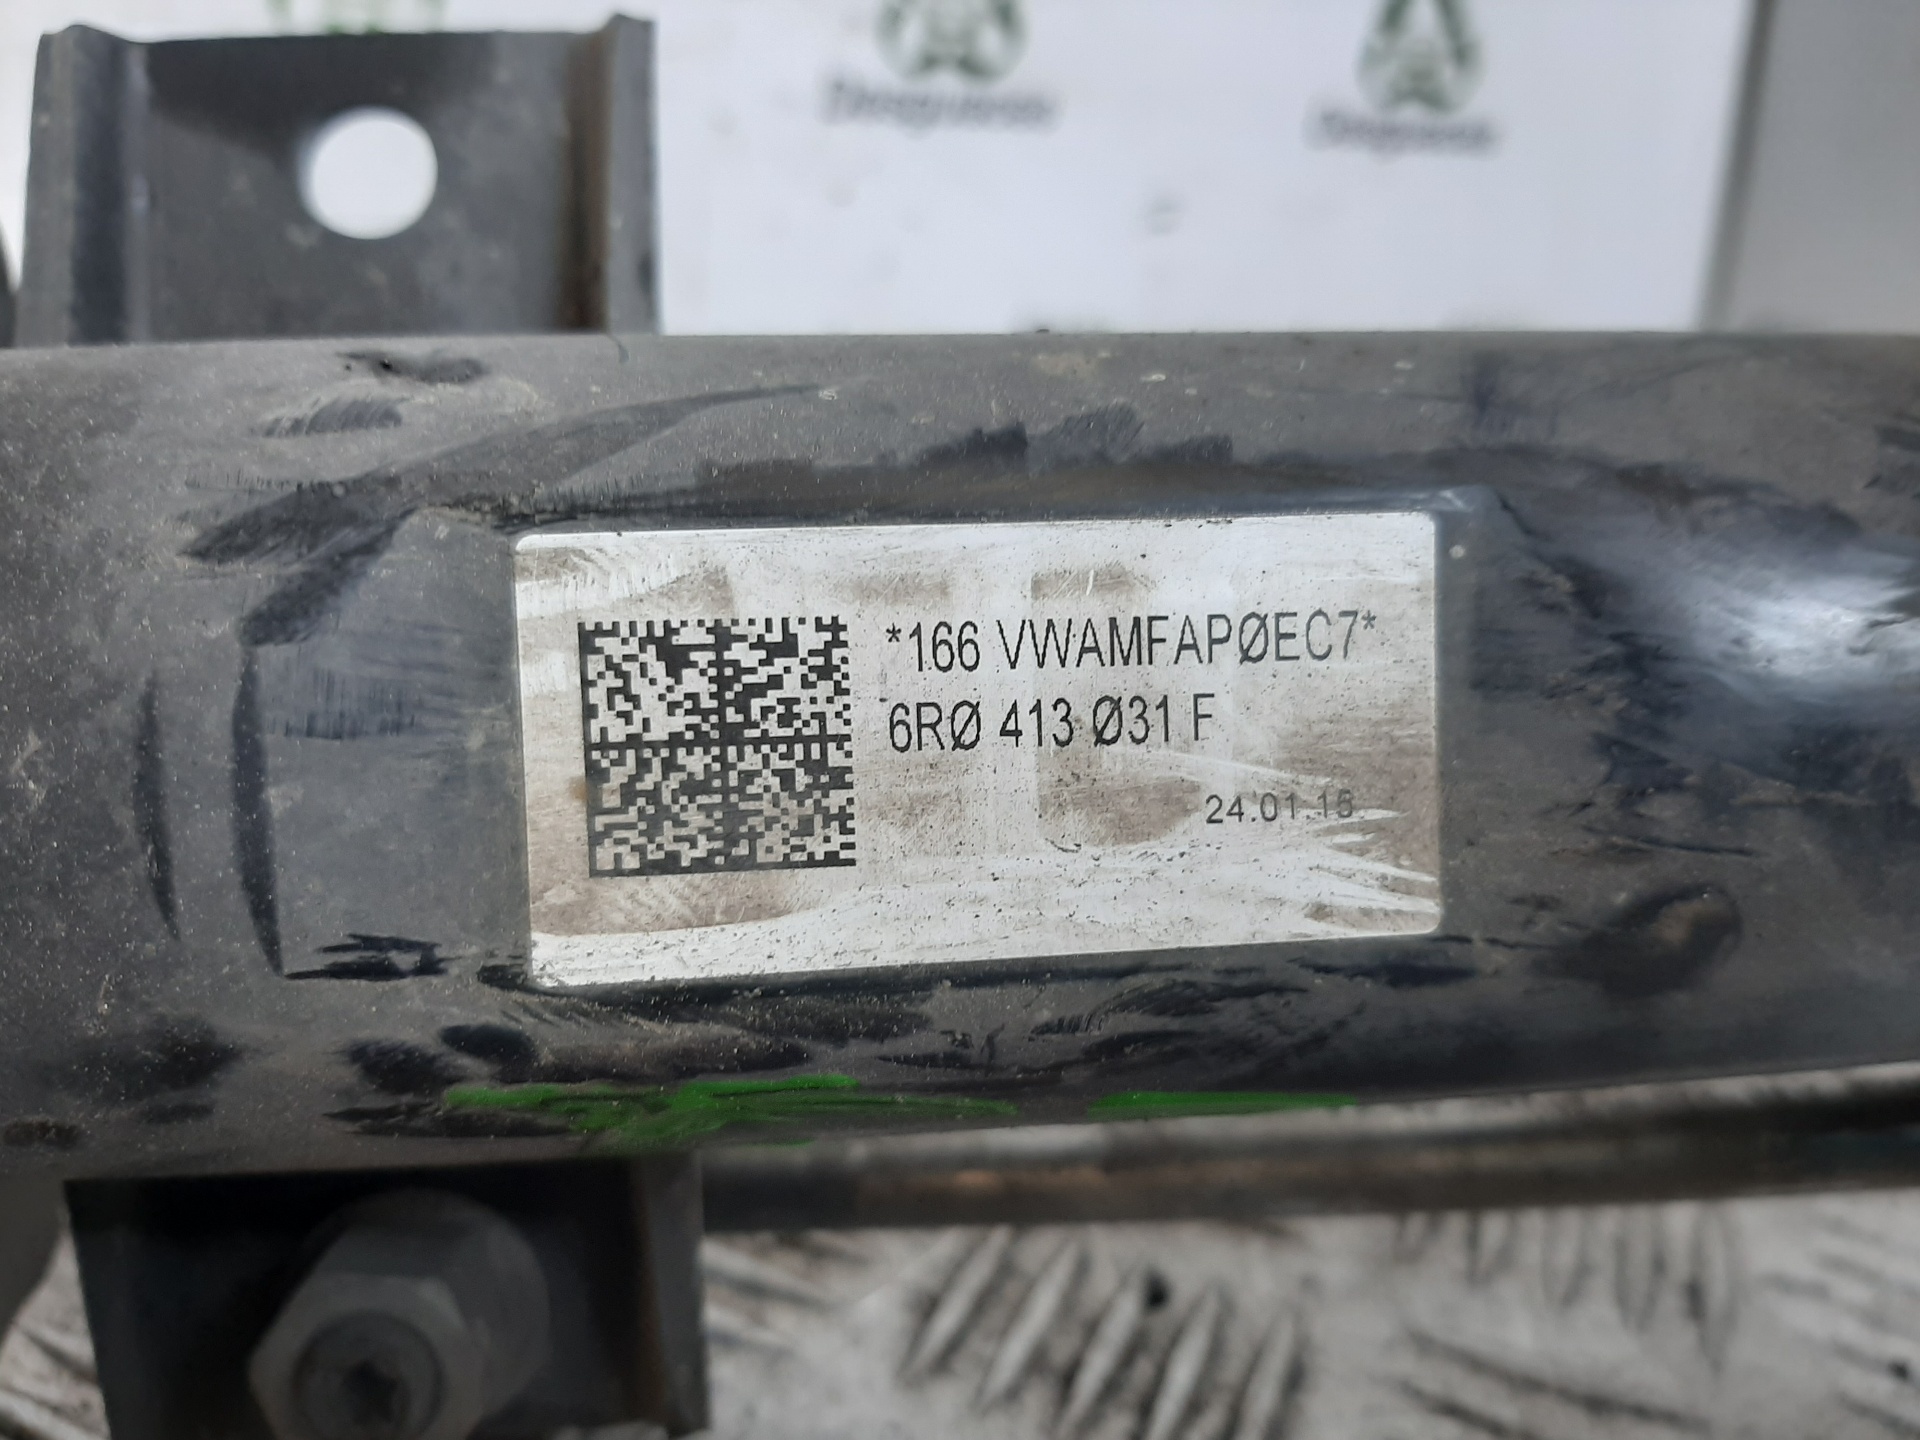 *166 VWAMFAPØEC7*
6RØ 413 Ø31 F
24.01.16